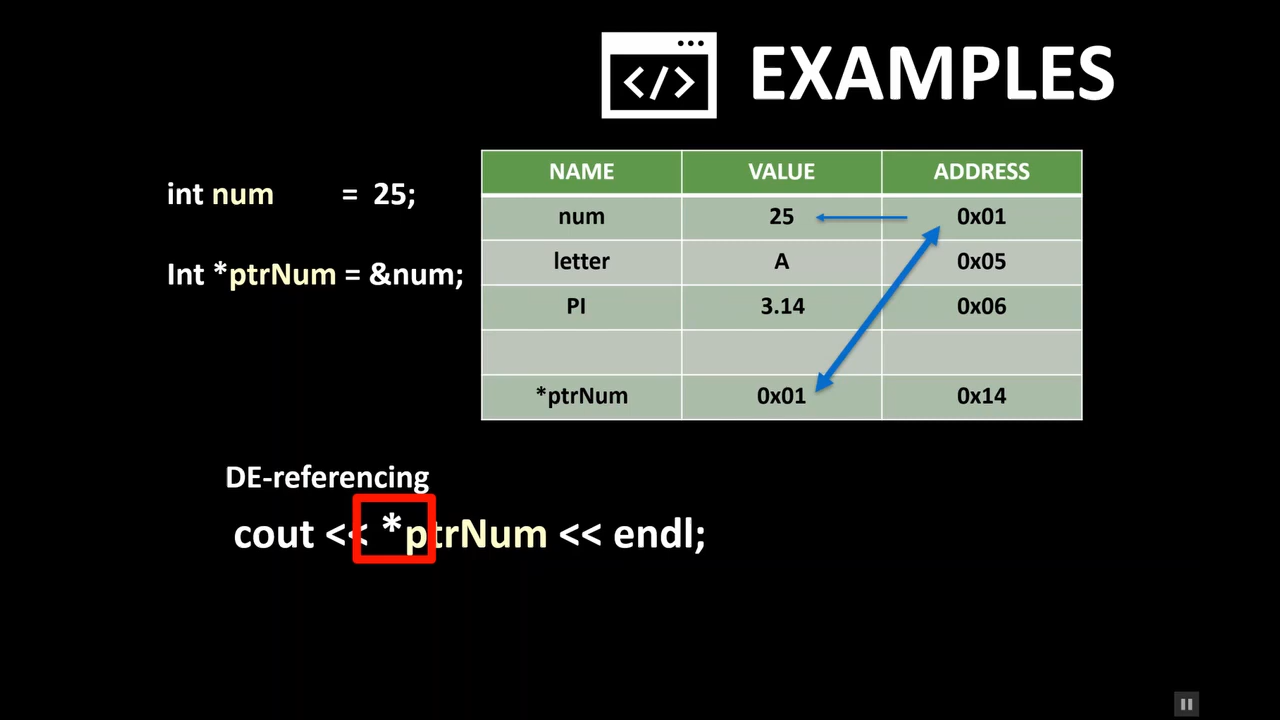 </> EXAMPLES
int num = 25;
Int *ptrNum = &num;
NAME VALUE ADDRESS
num 25 0x01
letter A 0x05
PI 3.14 0x06
*ptrNum 0x01 0x14
DE-referencing
cout << *ptrNum << endl;